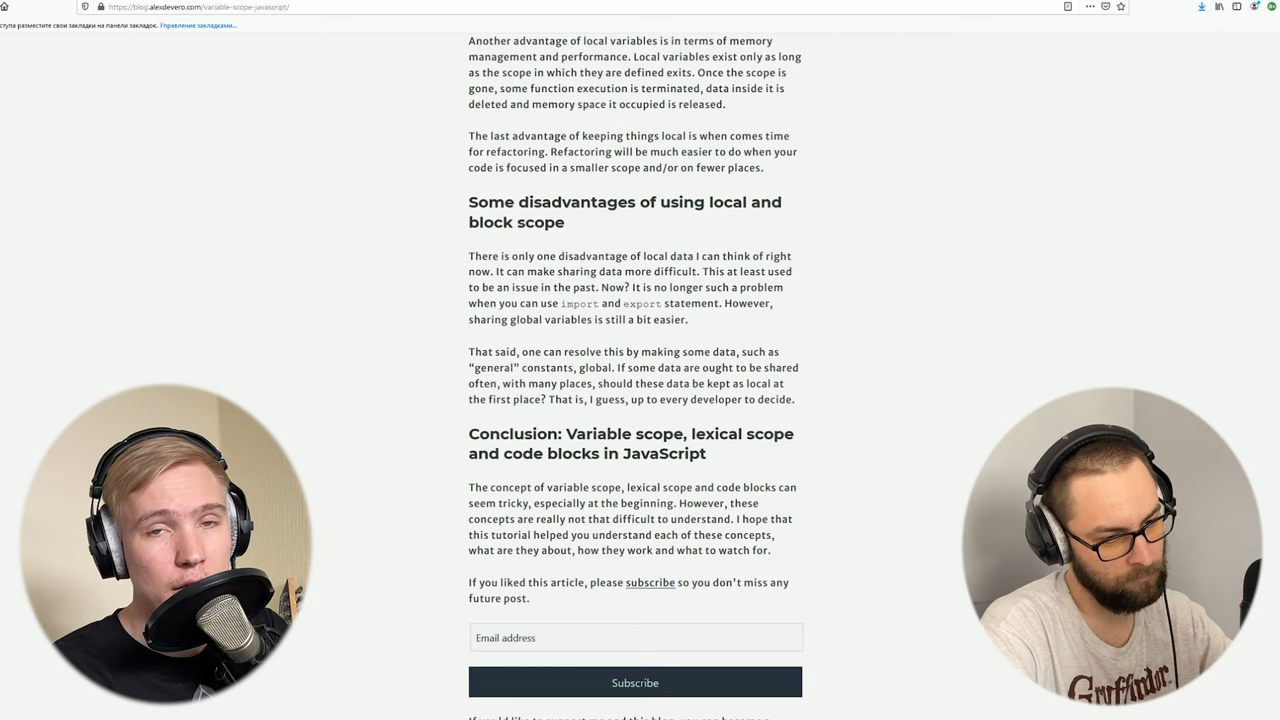 https://blog.alexdevero.com/variable-scope-javascript/
ступа разместите свои закладки на панели закладок. Управление закладками...
Another advantage of local variables is in terms of memory
management and performance. Local variables exist only as long
as the scope in which they are defined exits. Once the scope is
gone, some function execution is terminated, data inside it is
deleted and memory space it occupied is released.
The last advantage of keeping things local is when comes time
for refactoring. Refactoring will be much easier to do when your
code is focused in a smaller scope and/or on fewer places.
Some disadvantages of using local and
block scope
There is only one disadvantage of local data I can think of right
now. It can make sharing data more difficult. This at least used
to be an issue in the past. Now? It is no longer such a problem
when you can use import and export statement. However,
sharing global variables is still a bit easier.
That said, one can resolve this by making some data, such as
“general” constants, global. If some data are ought to be shared
often, with many places, should these data be kept as local at
the first place? That is, I guess, up to every developer to decide.
Conclusion: Variable scope, lexical scope
and code blocks in JavaScript
The concept of variable scope, lexical scope and code blocks can
seem tricky, especially at the beginning. However, these
concepts are really not that difficult to understand. I hope that
this tutorial helped you understand each of these concepts,
what are they about, how they work and what to watch for.
If you liked this article, please subscribe so you don't miss any
future post.
Email address
Subscribe
Gryffindor